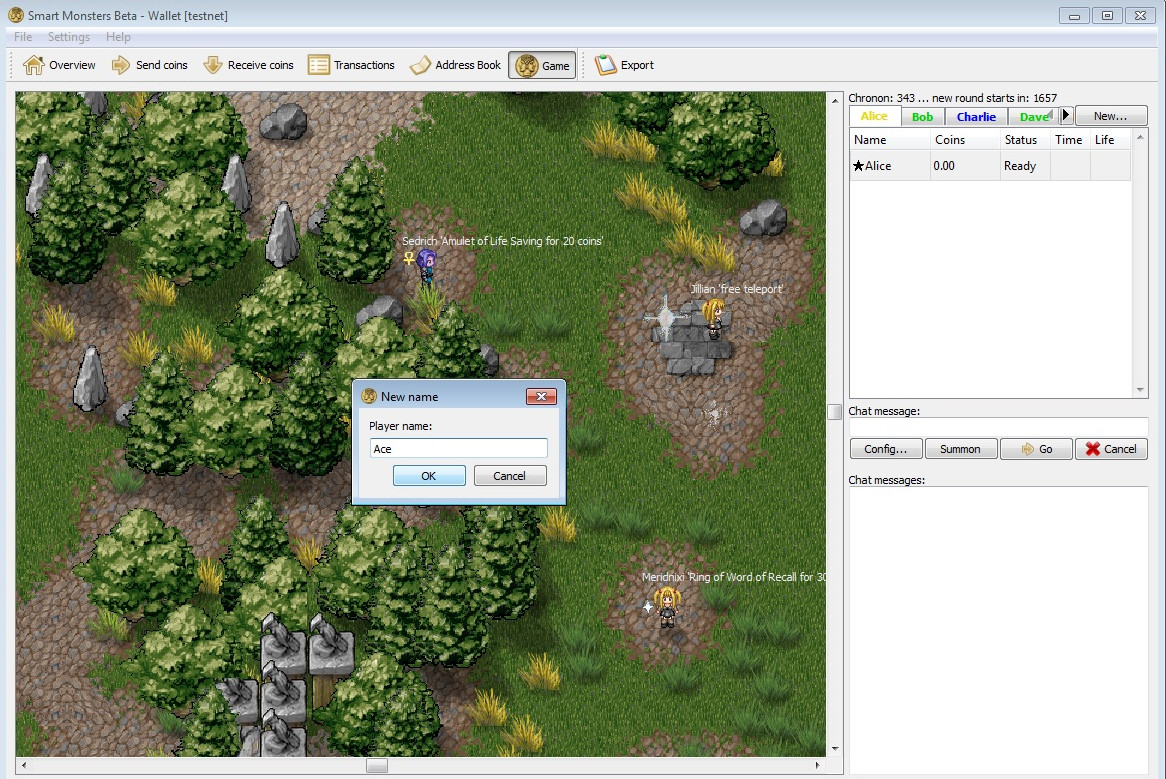 Smart Monsters Beta - Wallet [testnet]
File Settings Help
Overview Send coins Receive coins Transactions Address Book Game Export
Chronon: 343 ... new round starts in: 1657
Alice Bob Charlie Dave New...
Name Coins Status Time Life
Alice 0.00 Ready
Sedrich 'Amulet of Life Saving for 20 coins'
Jillian 'free teleport'
New name
Player name:
Ace
OK Cancel
Chat message:
Config... Summon Go Cancel
Chat messages:
Meridnixi 'Ring of Word of Recall for 30